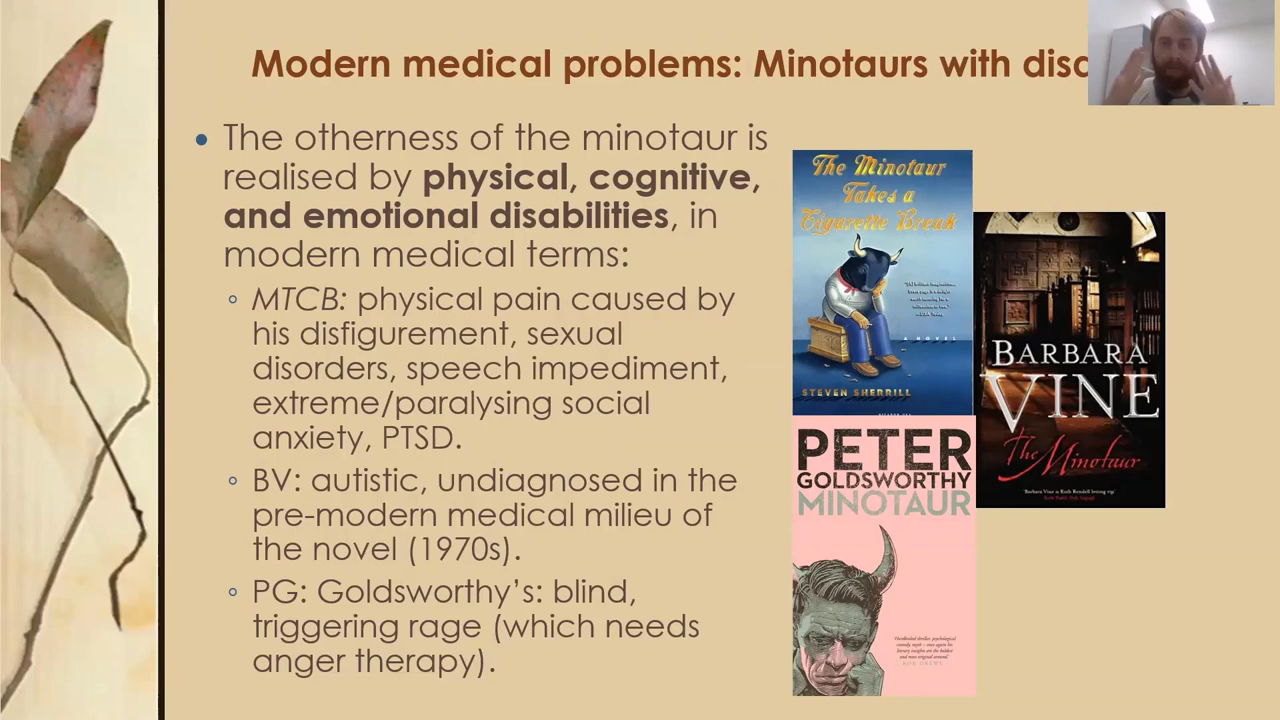 Modern medical problems: Minotaurs with disa
• The otherness of the minotaur is
realised by physical, cognitive,
and emotional disabilities, in
modern medical terms:
◦ MTCB: physical pain caused by
his disfigurement, sexual
disorders, speech impediment,
extreme/paralysing social
anxiety, PTSD.
◦ BV: autistic, undiagnosed in the
pre-modern medical milieu of
the novel (1970s).
◦ PG: Goldsworthy's: blind,
triggering rage (which needs
anger therapy).
The Minotaur
Takes a
Cigarette Break
A NOVEL
STEVEN SHERRILL
BARBARA
VINE
The Minotaur
PETER
GOLDSWORTHY
MINOTAUR